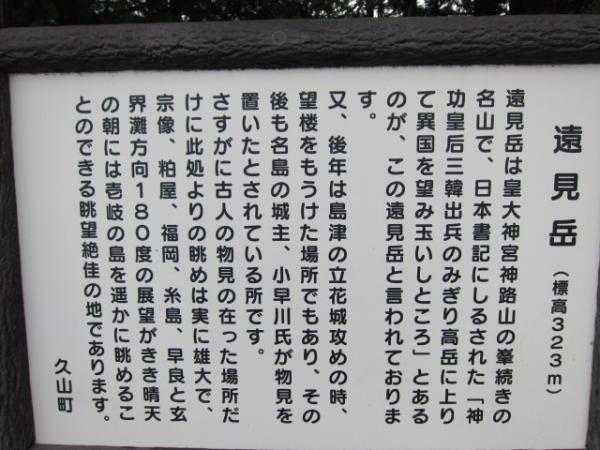 遠見岳(標高323m)
遠見岳は皇大神宮神路山の峯続きの
名山で、日本書記にしるされた「神
功皇后三韓出兵のみぎり高岳に上り
て異国を望み玉いしところ」とある
のが、この遠見岳と言われておりま
す。
又、後年は島津の立花城攻めの時、
望楼をもうけた場所でもあり、その
後も名島の城主、小早川氏が物見を
置いたとされている所です。
さすがに古人の物見の在った場所だ
けに此処よりの眺めは実に雄大で、
宗像、粕屋、福岡、糸島、早良と玄
界灘方向180度の展望がきき晴天
の朝には壱岐の島を遥かに眺めるこ
とのできる眺望絶佳の地であります。
久山町